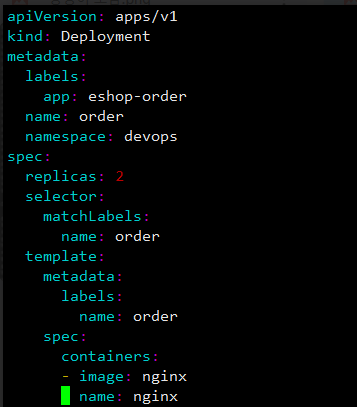 apiVersion: apps/v1
kind: Deployment
metadata:
  labels:
    app: eshop-order
  name: order
  namespace: devops
spec:
  replicas: 2
  selector:
    matchLabels:
      name: order
  template:
    metadata:
      labels:
        name: order
    spec:
      containers:
      - image: nginx
        name: nginx